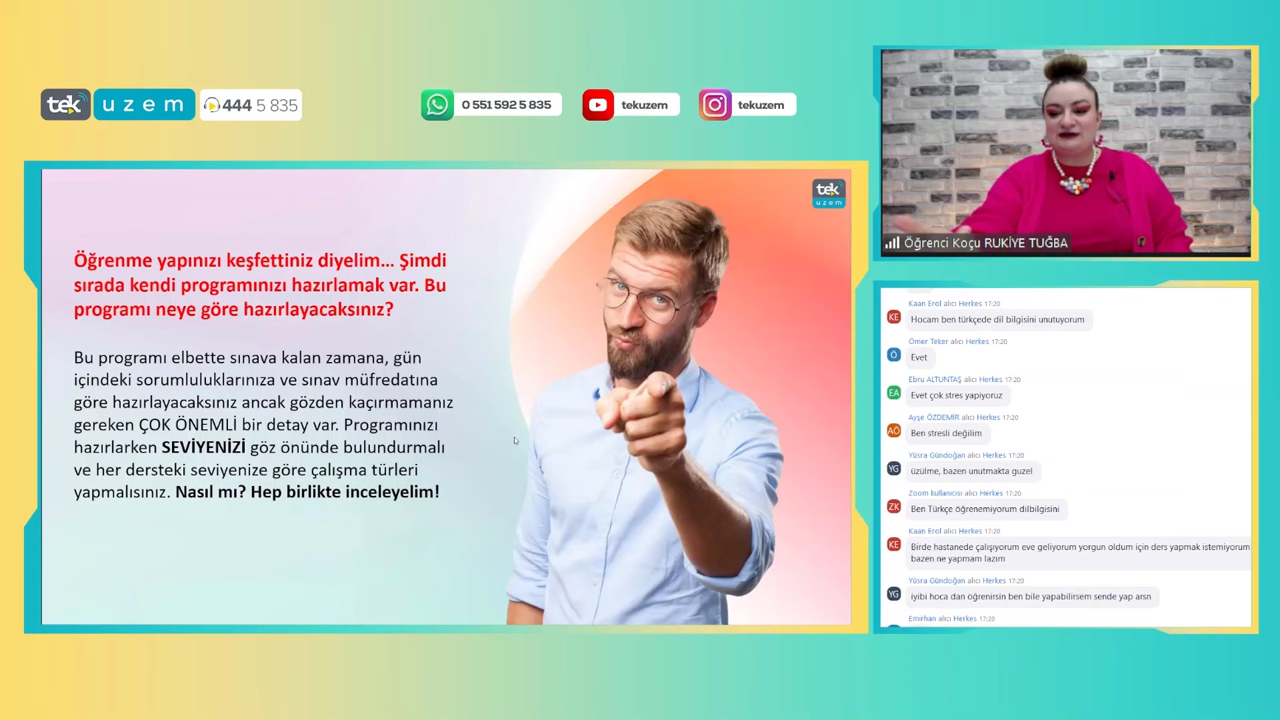 tek uzem 444 5 835
0 551 592 5 835
tekuzem
tekuzem
tek
uzem
Öğrenme yapınızı keşfettiniz diyelim... Şimdi
sırada kendi programınızı hazırlamak var. Bu
programı neye göre hazırlayacaksınız?
Bu programı elbette sınava kalan zamana, gün
içindeki sorumluluklarınıza ve sınav müfredatına
göre hazırlayacaksınız ancak gözden kaçırmamanız
gereken ÇOK ÖNEMLİ bir detay var. Programınızı
hazırlarken SEVİYENİZİ göz önünde bulundurmalı
ve her dersteki seviyenize göre çalışma türleri
yapmalısınız. Nasıl mı? Hep birlikte inceleyelim!
Öğrenci Koçu RUKİYE TUĞBA
Kaan Erol alıcı Herkes 17:20
KE Hocam ben türkçede dil bilgisini unutuyorum
Ömer Teker alıcı Herkes 17:20
Ö Evet
Ebru ALTUNTAŞ alıcı Herkes 17:20
EA Evet çok stres yapiyoruz
Ayşe ÖZDEMİR alıcı Herkes 17:20
AÖ Ben stresli değilim
Yüsra Gündoğan alıcı Herkes 17:20
YG üzülme, bazen unutmakta guzel
Zoom kullanıcısı alıcı Herkes 17:20
ZK Ben Türkçe öğrenemiyorum dilbilgisini
Kaan Erol alıcı Herkes 17:20
KE Birde hastanede çalışıyorum eve geliyorum yorgun oldum için ders yapmak istemiyorum
bazen ne yapmam lazım
Yüsra Gündoğan alıcı Herkes 17:20
YG iyibi hoca dan öğrenirsin ben bile yapabilirsem sende yap arsn
Emirhan alıcı Herkes 17:20